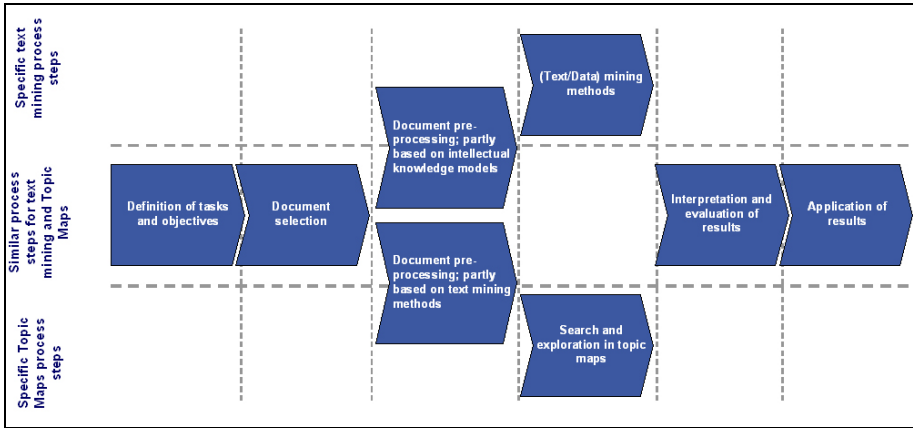 Specific text
mining process
steps
Similar process
steps for text
mining and Topic
Maps
Specific Topic
Maps process
steps
Definition of tasks
and objectives
Document
selection
Document pre-
processing; partly
based on intellectual
knowledge models
Document pre-
processing; partly
based on text mining
methods
(Text/Data) mining
methods
Search and
exploration in topic
maps
Interpretation and
evaluation of
results
Application of
results